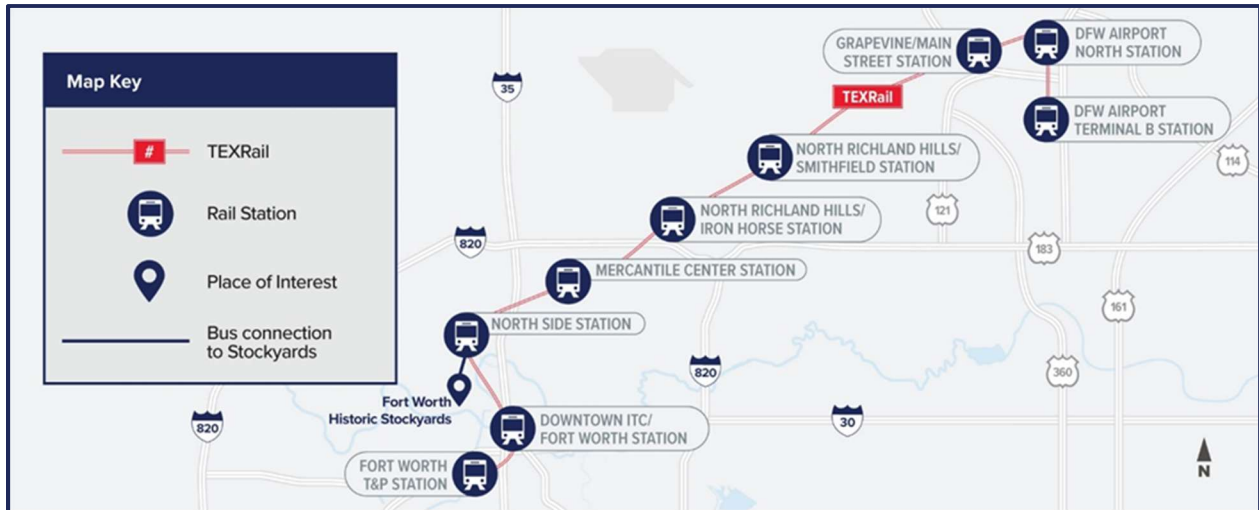 Map Key
#
TEXRail
Rail Station
Place of Interest
Bus connection
to Stockyards
GRAPEVINE/MAIN
STREET STATION
DFW AIRPORT
NORTH STATION
35
TEXRail
DFW AIRPORT
TERMINAL B STATION
NORTH RICHLAND HILLS/
SMITHFIELD STATION
114
NORTH RICHLAND HILLS/
IRON HORSE STATION
121
820
183
MERCANTILE CENTER STATION
161
NORTH SIDE STATION
820
360
Fort Worth
Historic Stockyards
820
DOWNTOWN ITC/
FORT WORTH STATION
30
FORT WORTH
T&P STATION
N